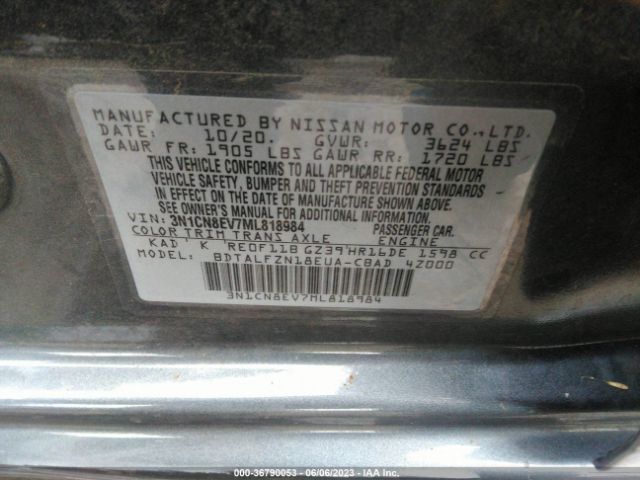 MANUFACTURED BY NISSAN MOTOR CO.,LTD.
DATE: 10/20. GVWR: 3624 LBS
GAWR FR: 1905 LBS GAWR RR: 1720 LBS
THIS VEHICLE CONFORMS TO ALL APPLICABLE FEDERAL MOTOR
VEHICLE SAFETY, BUMPER AND THEFT PREVENTION STANDARDS
IN EFFECT ON THE DATE OF MANUFACTURE SHOWN ABOVE.
SEE OWNER'S MANUAL FOR ADDITIONAL INFORMATION.
VIN: 3N1CN8EV7ML818984 PASSENGER CAR.
COLOR TRIM TRANS AXLE ENGINE
KAD K RE0F11B GZ39 HR16DE 1598 CC
MODEL: BDTALFZN18EUA-CBAD 4Z000
3N1CN8EV7ML818984
000-36790053 - 06/06/2023 - IAA Inc.